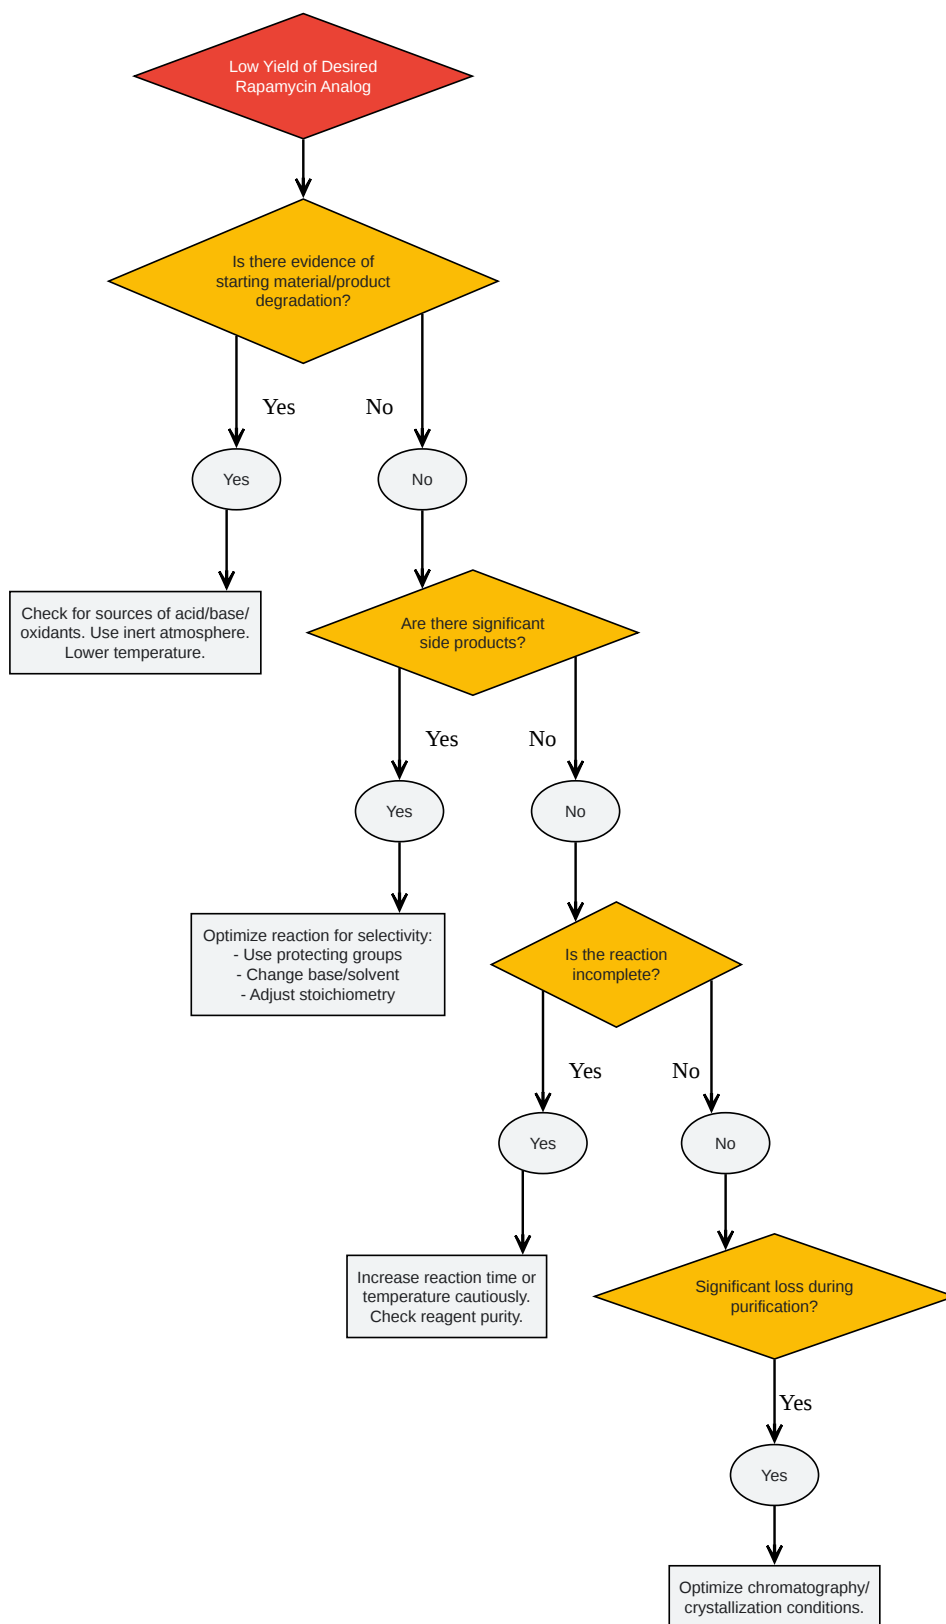 Low Yield of Desired
Rapamycin Analog
Is there evidence of
starting material/product
degradation?
Yes
No
Yes
No
Check for sources of acid/base/
oxidants. Use inert atmosphere.
Lower temperature.
Are there significant
side products?
Yes
No
Yes
No
Optimize reaction for selectivity:
- Use protecting groups
- Change base/solvent
- Adjust stoichiometry
Is the reaction
incomplete?
Yes
No
Yes
No
Increase reaction time or
temperature cautiously.
Check reagent purity.
Significant loss during
purification?
Yes
Yes
Optimize chromatography/
crystallization conditions.